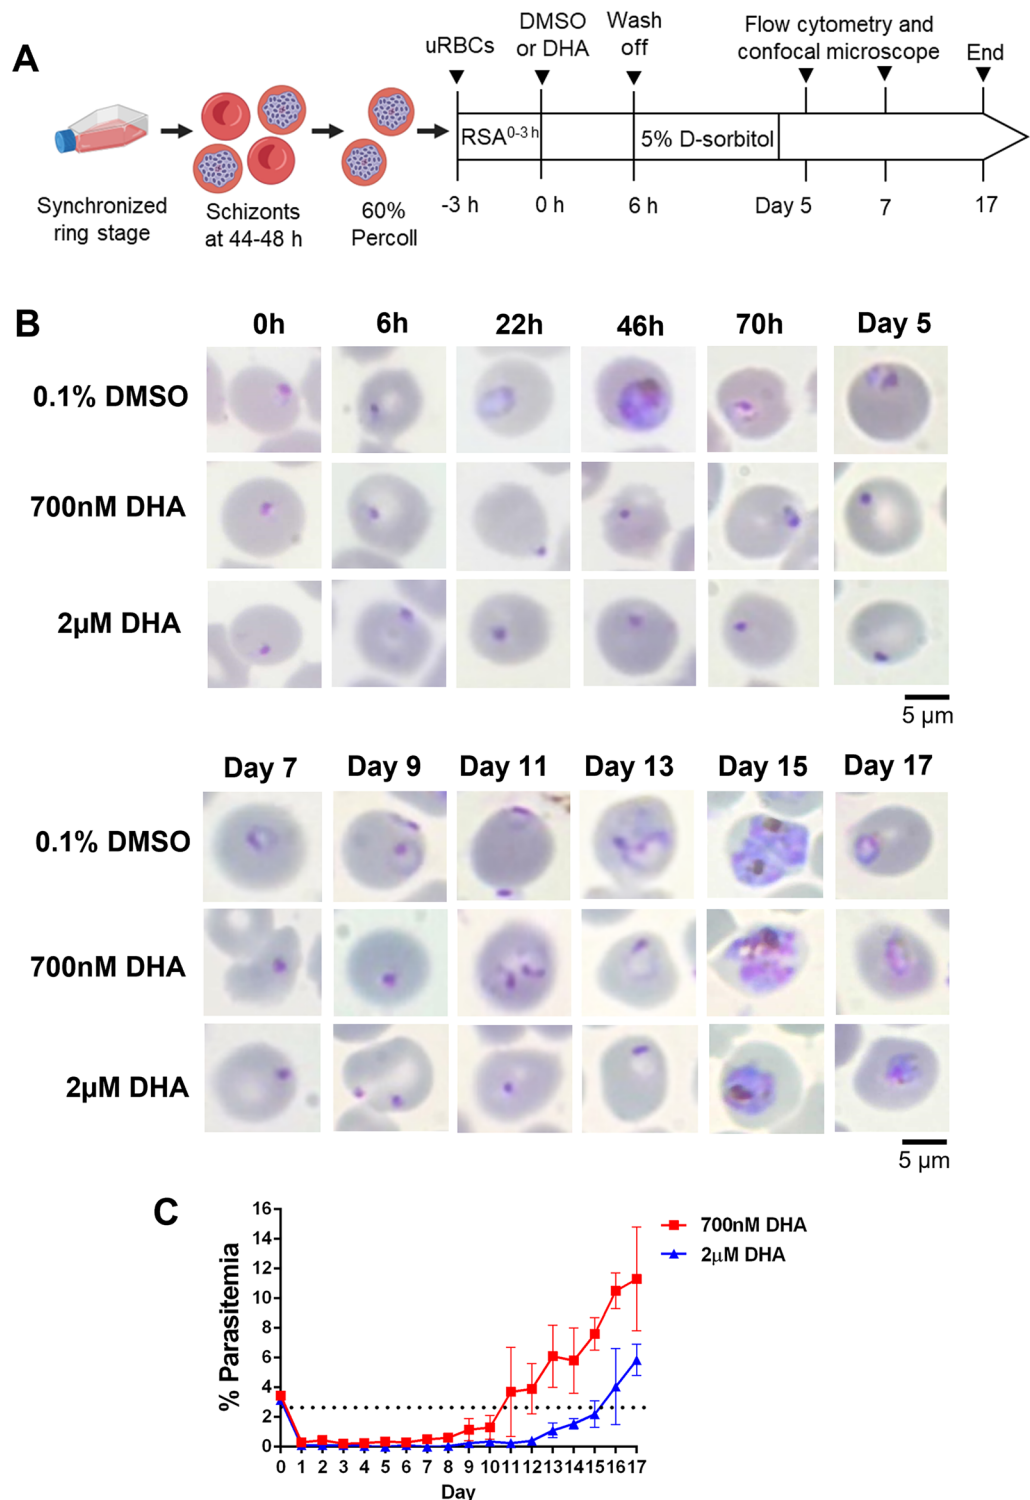 A
uRBCs
DMSO
or DHA
Wash
off
Flow cytometry and
confocal microscope
End
RSA0-3 h
5% D-sorbitol
-3 h
0 h
6 h
Day 5
7
17
Synchronized
ring stage
Schizonts
at 44-48 h
60%
Percoll
B
0h
6h
22h
46h
70h
Day 5
0.1% DMSO
700nM DHA
2µM DHA
5 µm
Day 7
Day 9
Day 11
Day 13
Day 15
Day 17
0.1% DMSO
700nM DHA
2µM DHA
5 µm
C
% Parasitemia
16
14
12
10
8
6
4
2
0
0 1 2 3 4 5 6 7 8 9 10 11 12 13 14 15 16 17
Day
700nM DHA
2µM DHA